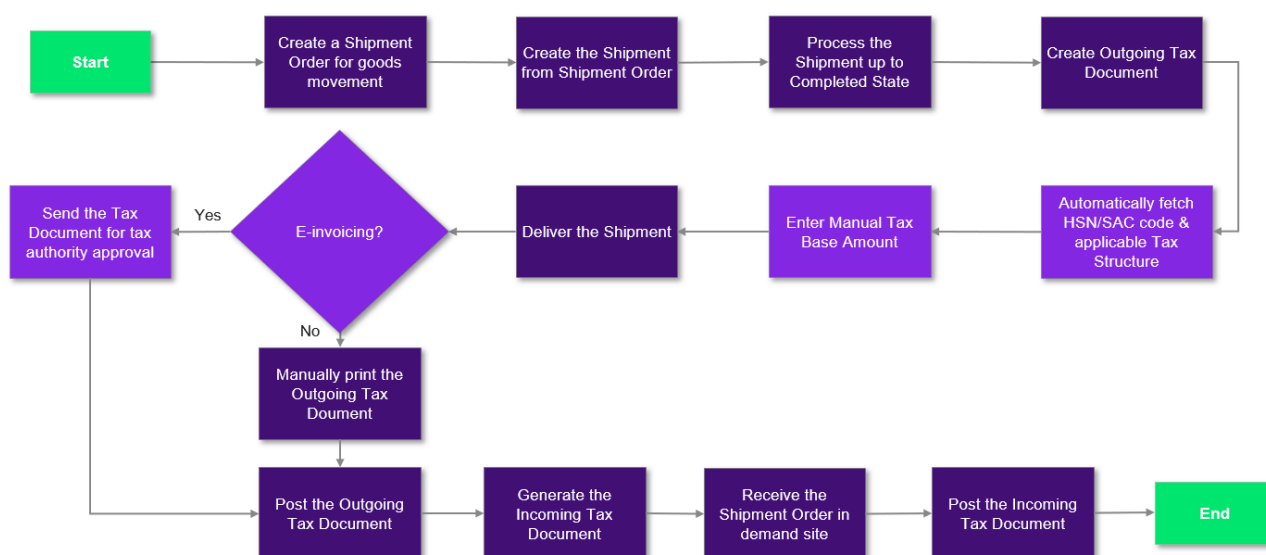 Start
Create a Shipment
Order for goods
movement
Create the Shipment
from Shipment Order
Process the
Shipment up to
Completed State
Create Outgoing Tax
Document
Automatically fetch
HSN/SAC code &
applicable Tax
Structure
Enter Manual Tax
Base Amount
Deliver the Shipment
E-invoicing?
Yes
Send the Tax
Document for tax
authority approval
No
Manually print the
Outgoing Tax
Doument
Post the Outgoing
Tax Document
Generate the
Incoming Tax
Document
Receive the
Shipment Order in
demand site
Post the Incoming
Tax Document
End